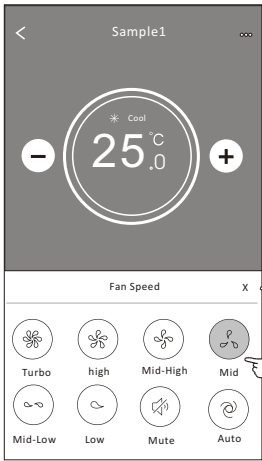 Sample1
Cool
25.0°C
Fan Speed X
Turbo high Mid-High Mid
Mid-Low Low Mute Auto